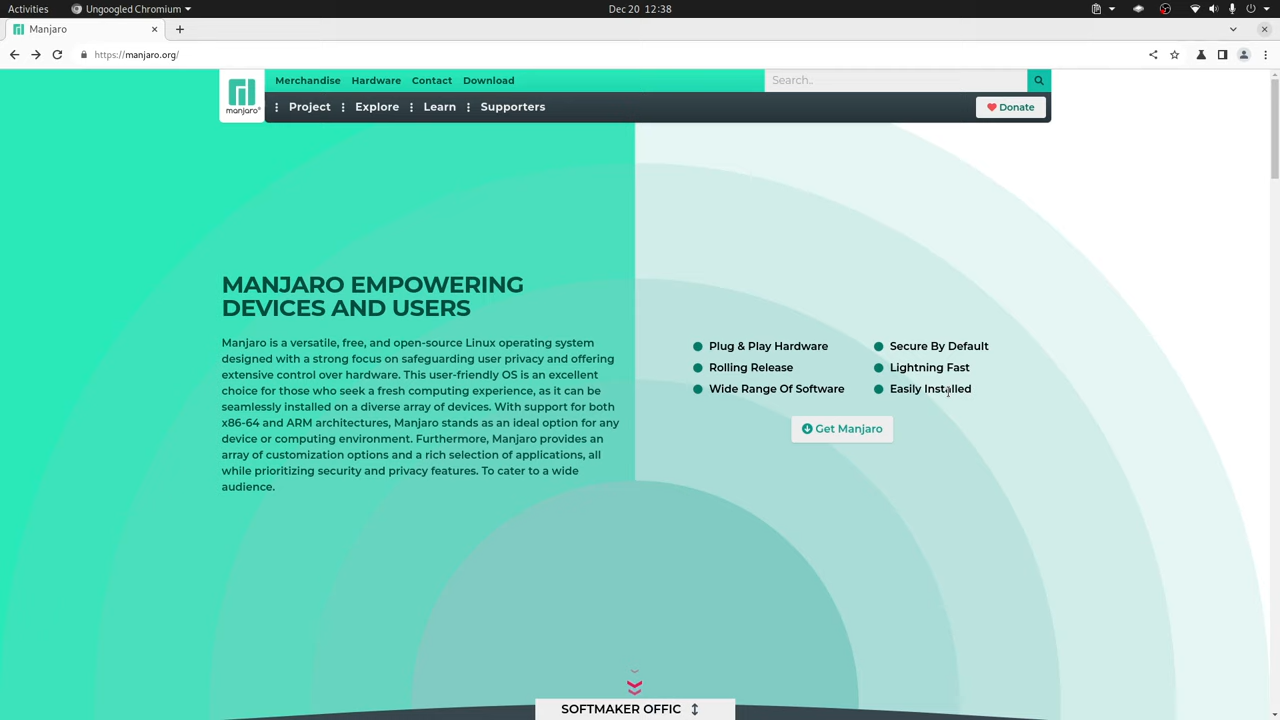 Activities
Ungoogled Chromium
Dec 20 12:38
Manjaro
https://manjaro.org/
manjaro
Merchandise Hardware Contact Download
Search..
Project Explore Learn Supporters
Donate
MANJARO EMPOWERING
DEVICES AND USERS
Manjaro is a versatile, free, and open-source Linux operating system
designed with a strong focus on safeguarding user privacy and offering
extensive control over hardware. This user-friendly OS is an excellent
choice for those who seek a fresh computing experience, as it can be
seamlessly installed on a diverse array of devices. With support for both
x86-64 and ARM architectures, Manjaro stands as an ideal option for any
device or computing environment. Furthermore, Manjaro provides an
array of customization options and a rich selection of applications, all
while prioritizing security and privacy features. To cater to a wide
audience.
Plug & Play Hardware
Rolling Release
Wide Range Of Software
Secure By Default
Lightning Fast
Easily Installed
Get Manjaro
SOFTMAKER OFFIC